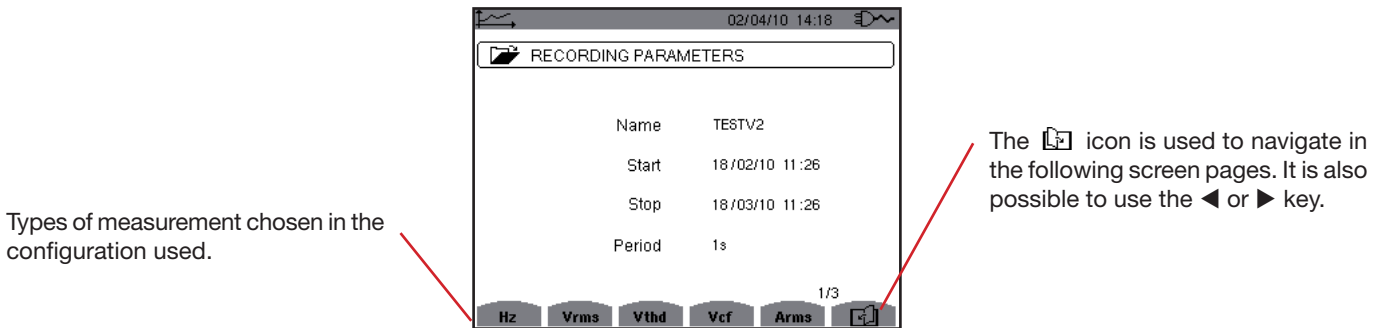 02/04/10 14:18
RECORDING PARAMETERS
Name TESTV2
Start 18/02/10 11:26
Stop 18/03/10 11:26
Period 1s
1/3
Hz Vrms Vthd Vcf Arms
Types of measurement chosen in the
configuration used.
The icon is used to navigate in
the following screen pages. It is also
possible to use the ◀ or ▶ key.